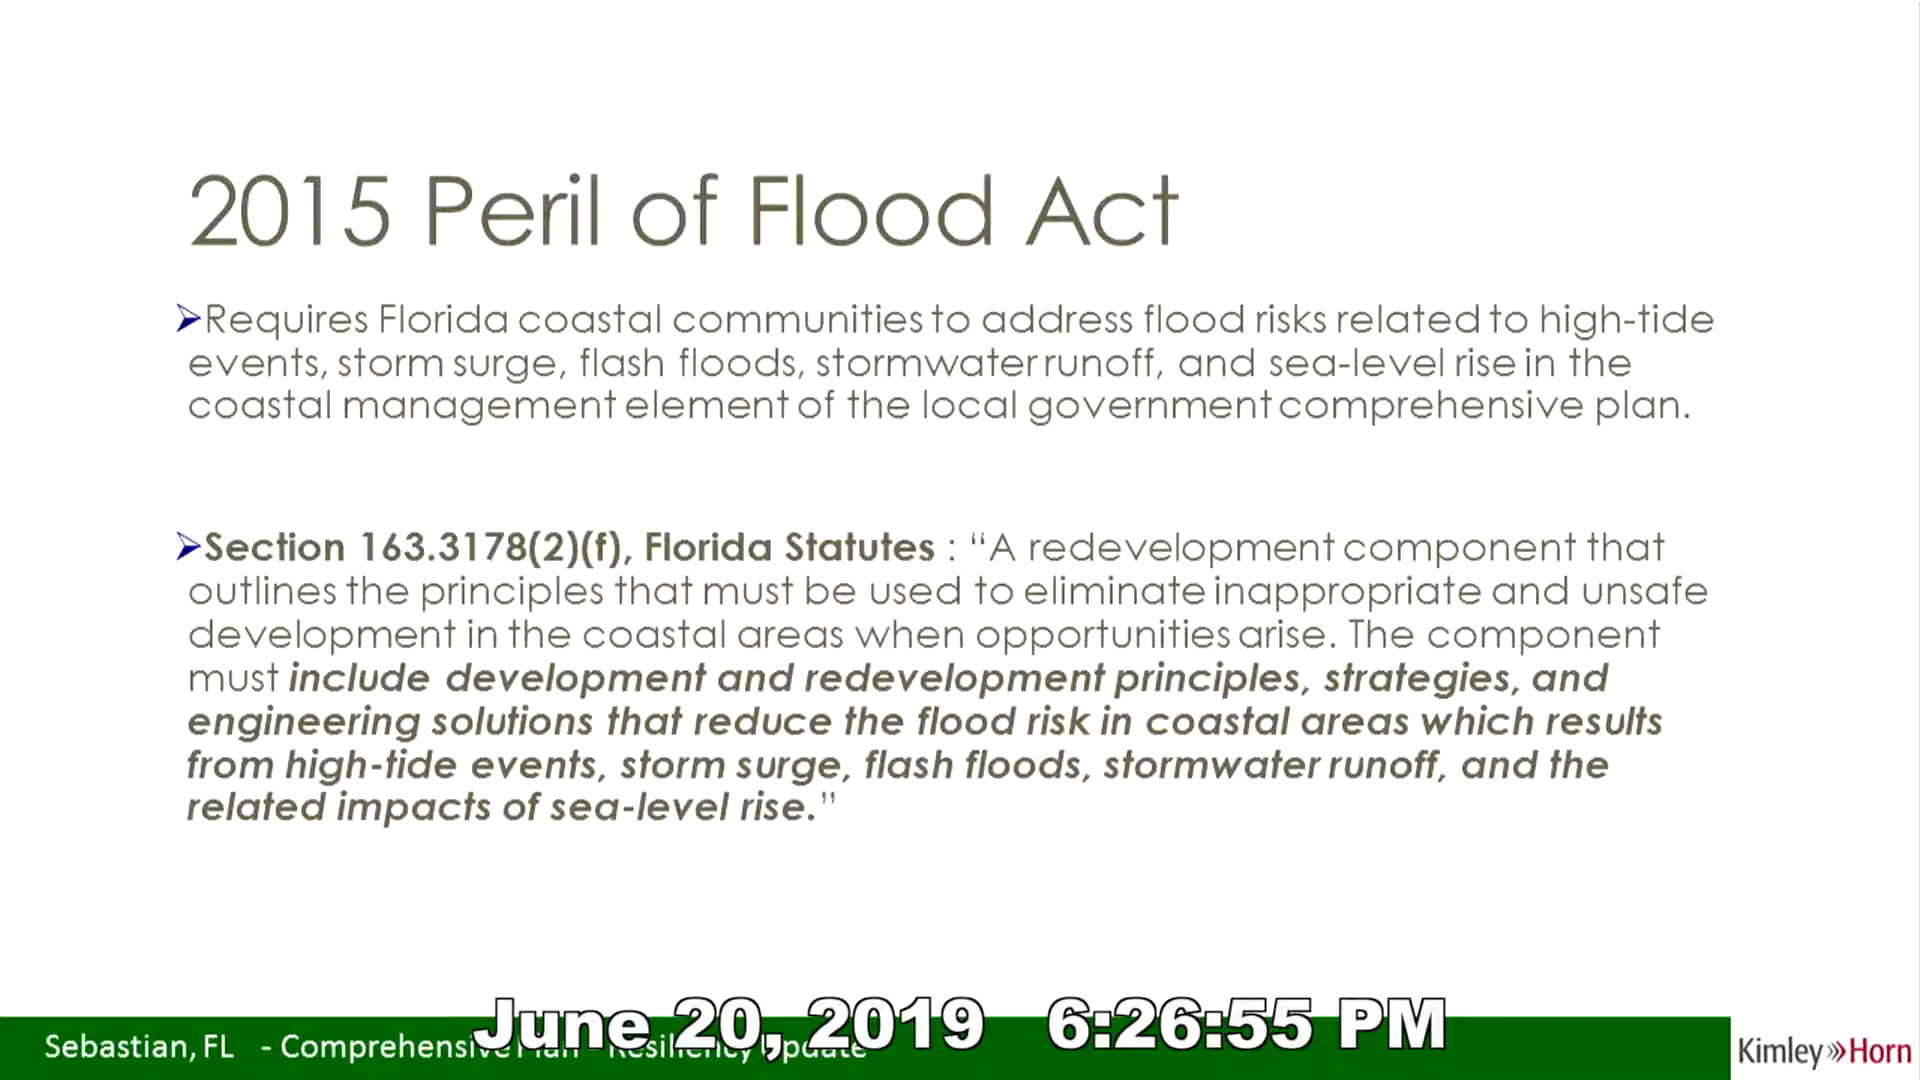 2015 Peril of Flood Act
➢Requires Florida coastal communities to address flood risks related to high-tide
events, storm surge, flash floods, stormwater runoff, and sea-level rise in the
coastal management element of the local government comprehensive plan.
➢Section 163.3178(2)(f), Florida Statutes : “A redevelopment component that
outlines the principles that must be used to eliminate inappropriate and unsafe
development in the coastal areas when opportunities arise. The component
must include development and redevelopment principles, strategies, and
engineering solutions that reduce the flood risk in coastal areas which results
from high-tide events, storm surge, flash floods, stormwater runoff, and the
related impacts of sea-level rise.”
June 20, 2019 6:26:55 PM
Sebastian, FL - Comprehensive Plan - Resiliency Update
Kimley»Horn